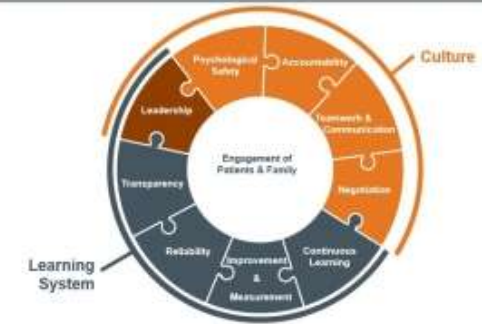 Psychological
Safety
Accountability
Culture
Leadership
Teamwork &
Communication
Engagement of
Patients & Family
Transparency
Negotiation
Reliability
Continuous
Learning
Improvement
&
Measurement
Learning
System